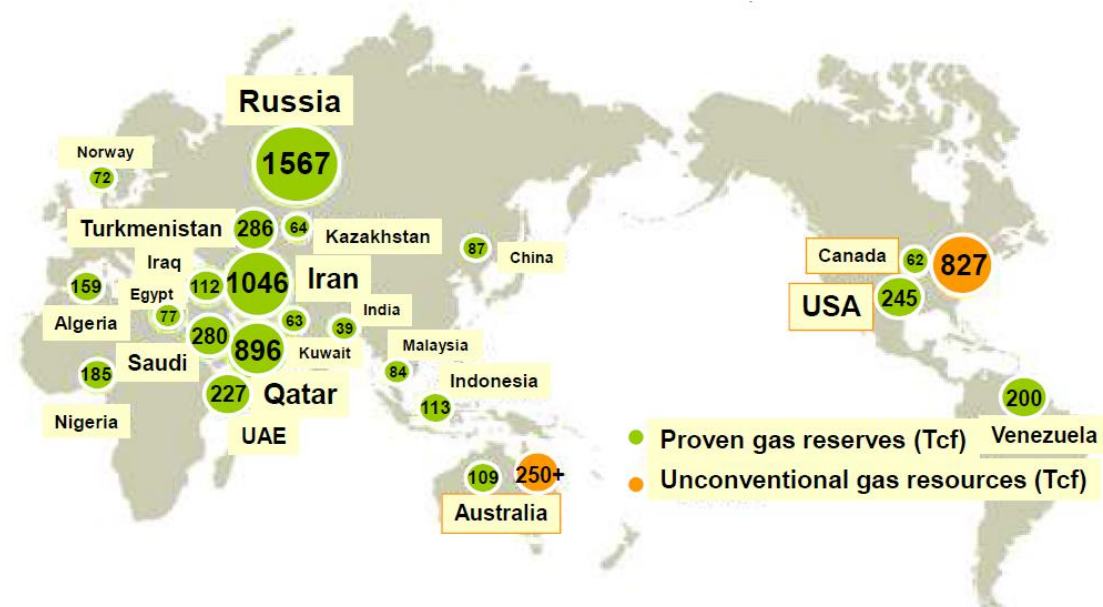 Russia
1567
Norway
72
Turkmenistan
286
64
Kazakhstan
87
China
Iraq
112
1046
Iran
159
Egypt
77
Algeria
63
India
39
280
896
Kuwait
Saudi
Malaysia
84
185
227
Qatar
Indonesia
113
Nigeria
UAE
109
250+
Australia
Canada
62
827
USA
245
200
Venezuela
Proven gas reserves (Tcf)
Unconventional gas resources (Tcf)